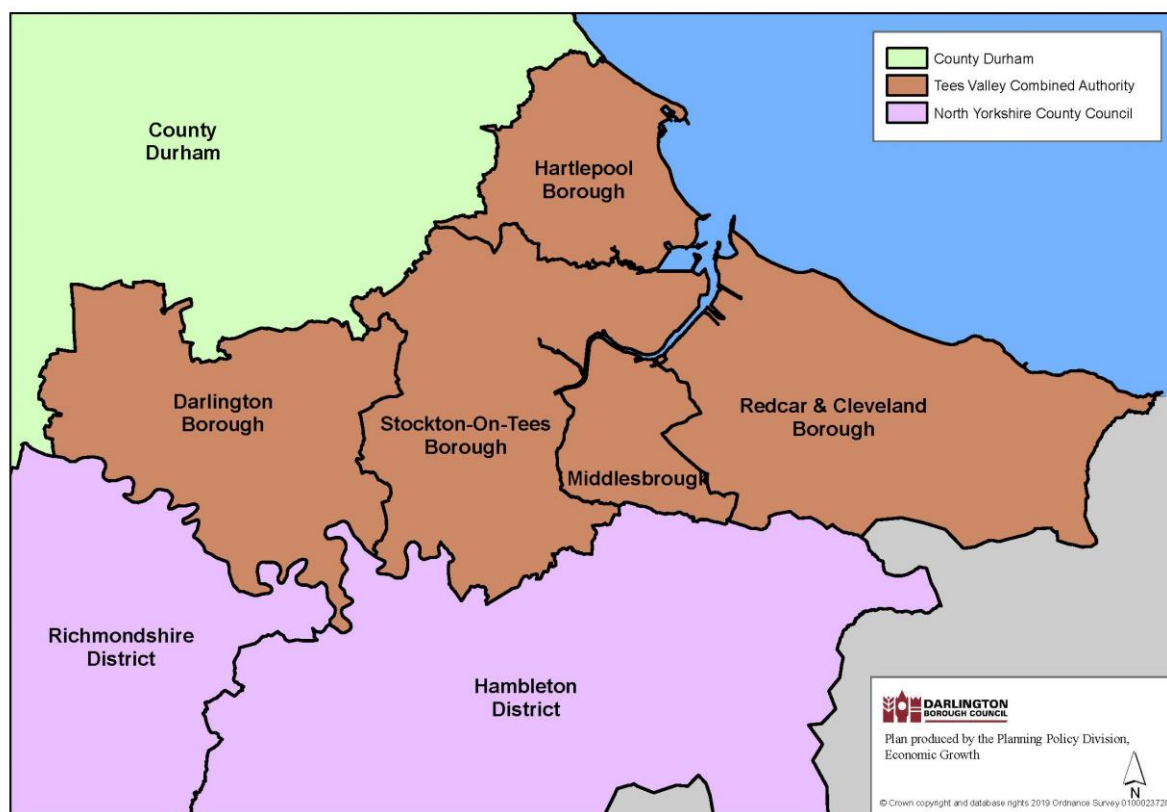 County Durham
Tees Valley Combined Authority
North Yorkshire County Council
County
Durham
Hartlepool
Borough
Darlington
Borough
Stockton-On-Tees
Borough
Redcar & Cleveland
Borough
Middlesbrough
Richmondshire
District
Hambleton
District
DARLINGTON
BOROUGH COUNCIL
Plan produced by the Planning Policy Division,
Economic Growth
N
© Crown copyright and database rights 2019 Ordnance Survey